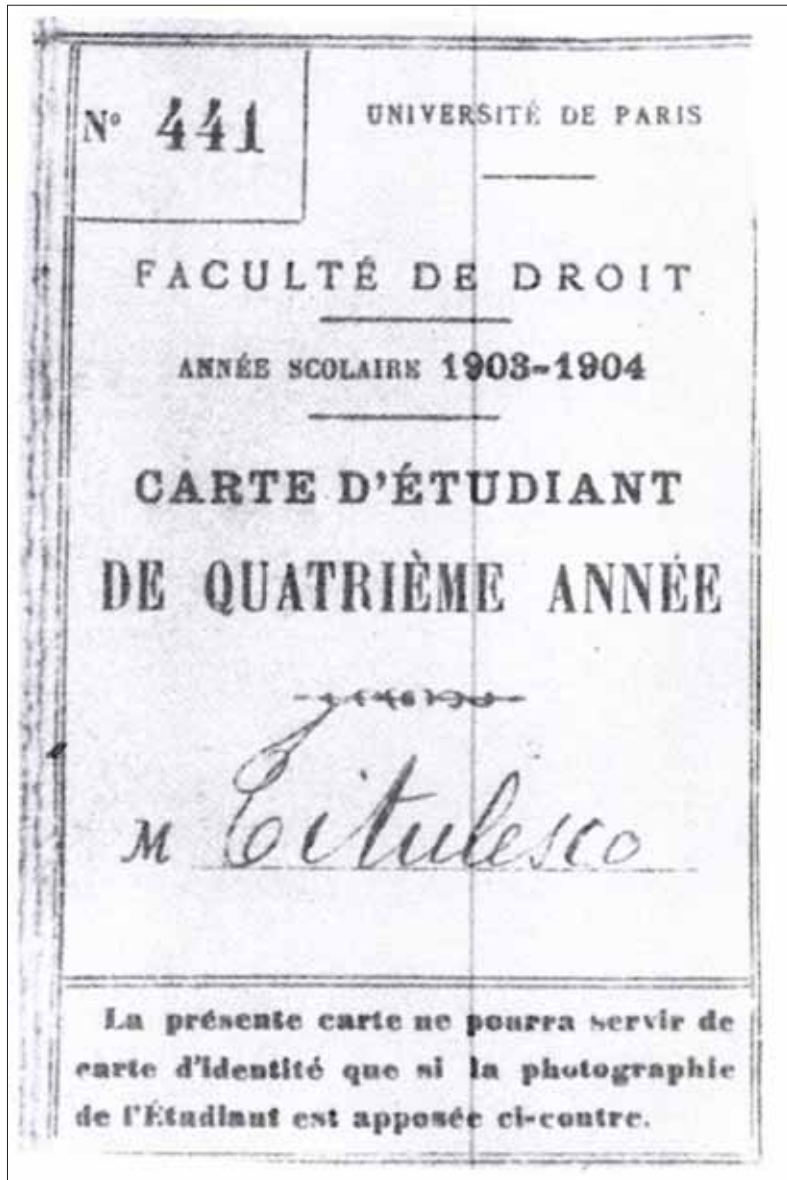 N° 441
UNIVERSITÉ DE PARIS
FACULTÉ DE DROIT
ANNÉE SCOLAIRE 1903-1904
CARTE D'ÉTUDIANT
DE QUATRIÈME ANNÉE
M Titulesco
La présente carte ne pourra servir de
carte d'identité que si la photographie
de l'Étudiant est apposée ci-contre.